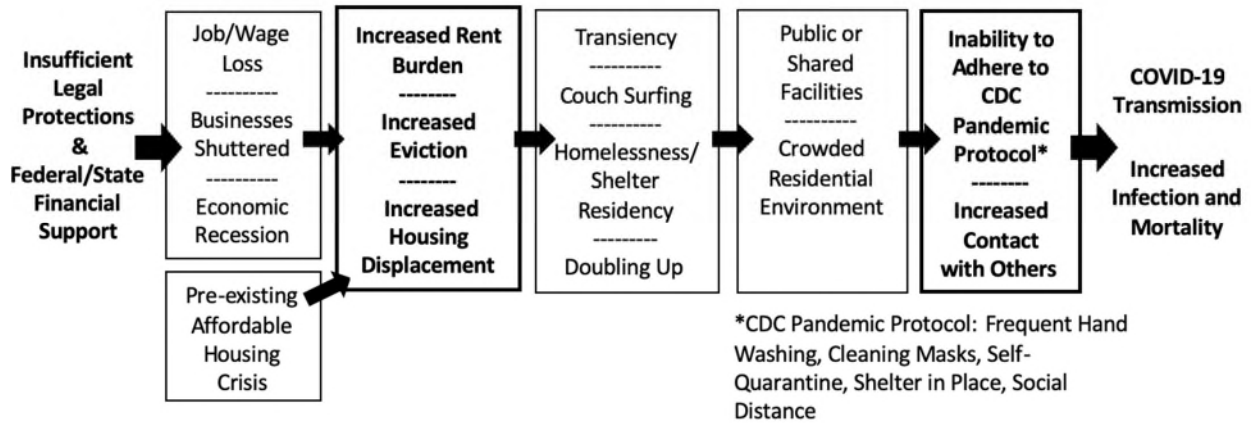 Insufficient
Legal
Protections
&
Federal/State
Financial
Support
Job/Wage
Loss
----------
Businesses
Shuttered
----------
Economic
Recession
Pre-existing
Affordable
Housing
Crisis
Increased Rent
Burden
--------
Increased
Eviction
--------
Increased
Housing
Displacement
Transiency
----------
Couch Surfing
----------
Homelessness/
Shelter
Residency
---------
Doubling Up
Public or
Shared
Facilities
----------
Crowded
Residential
Environment
Inability to
Adhere to
CDC
Pandemic
Protocol*
--------
Increased
Contact
with Others
COVID-19
Transmission
Increased
Infection and
Mortality
*CDC Pandemic Protocol: Frequent Hand
Washing, Cleaning Masks, Self-
Quarantine, Shelter in Place, Social
Distance